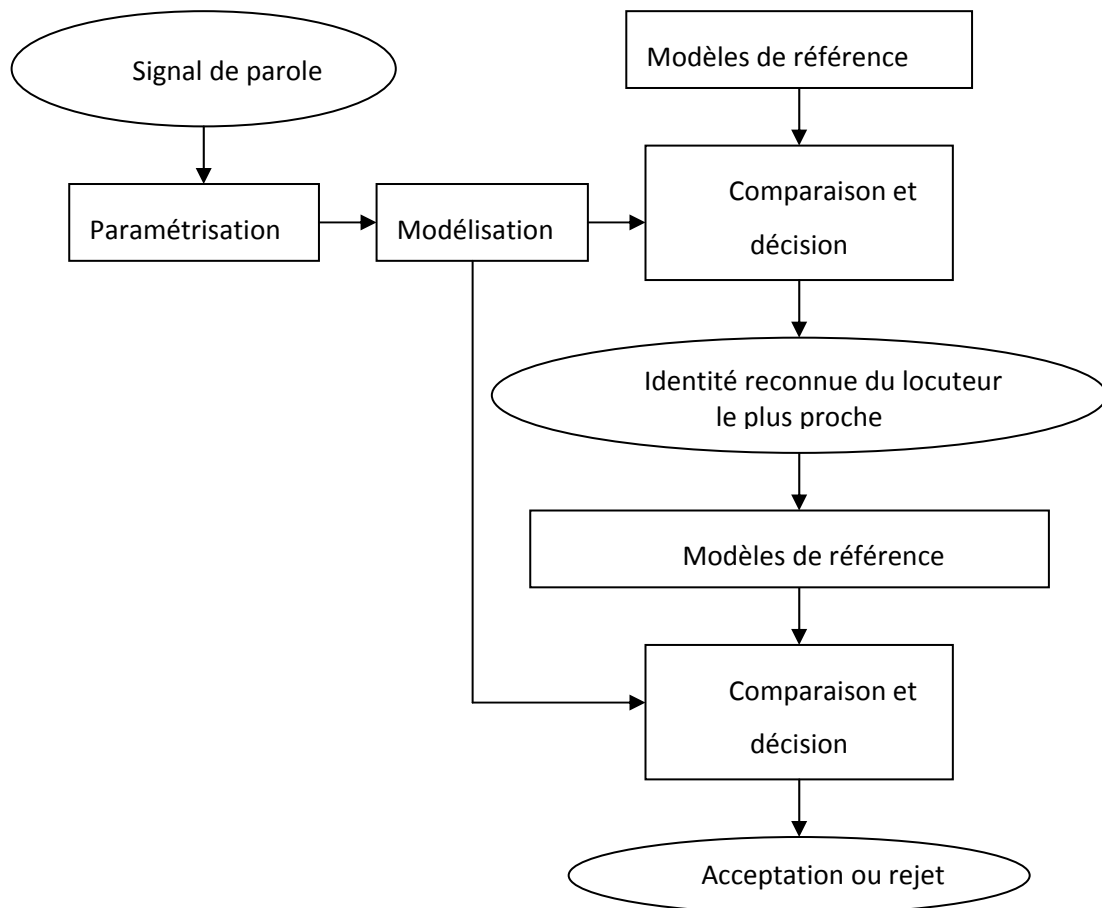 Signal de parole
Modèles de référence
Paramétrisation
Modélisation
Comparaison et
décision
Identité reconnue du locuteur
le plus proche
Modèles de référence
Comparaison et
décision
Acceptation ou rejet